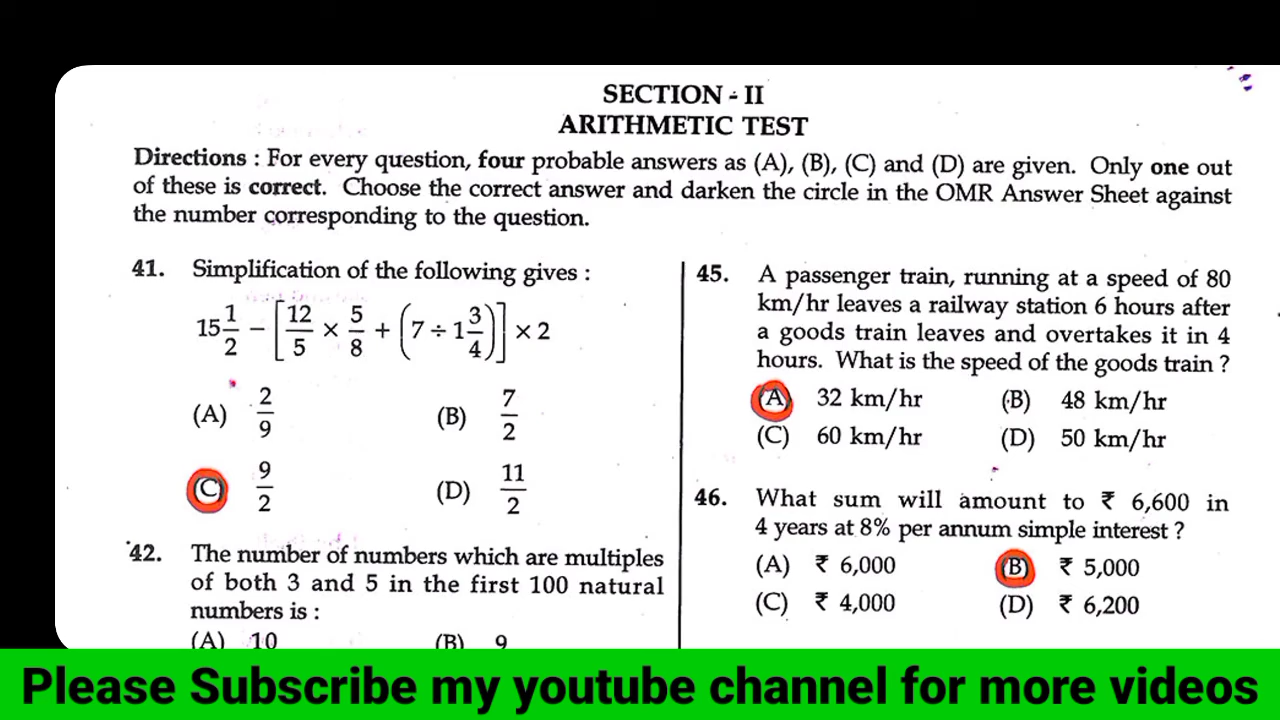 SECTION - II
ARITHMETIC TEST
Directions : For every question, four probable answers as (A), (B), (C) and (D) are given. Only one out
of these is correct. Choose the correct answer and darken the circle in the OMR Answer Sheet against
the number corresponding to the question.
41. Simplification of the following gives :
15 1/2 − [12/5 × 5/8 + (7 ÷ 1 3/4)] × 2
(A) 2/9 (B) 7/2
(C) 9/2 (D) 11/2
42. The number of numbers which are multiples
of both 3 and 5 in the first 100 natural
numbers is :
(A) 10 (B) 9
45. A passenger train, running at a speed of 80
km/hr leaves a railway station 6 hours after
a goods train leaves and overtakes it in 4
hours. What is the speed of the goods train ?
(A) 32 km/hr (B) 48 km/hr
(C) 60 km/hr (D) 50 km/hr
46. What sum will amount to ₹ 6,600 in
4 years at 8% per annum simple interest ?
(A) ₹ 6,000 (B) ₹ 5,000
(C) ₹ 4,000 (D) ₹ 6,200
Please Subscribe my youtube channel for more videos